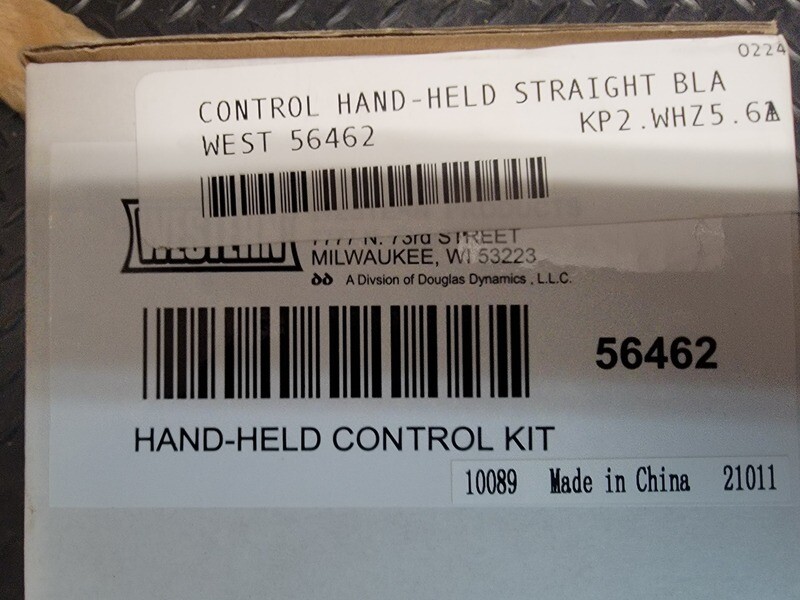 0224
CONTROL HAND-HELD STRAIGHT BLA
WEST 56462 KP2.WHZ5.6
WESTERN
7777 N. 73rd STREET
MILWAUKEE, WI 53223
A Divsion of Douglas Dynamics , L.L.C.
56462
HAND-HELD CONTROL KIT
10089 Made in China 21011